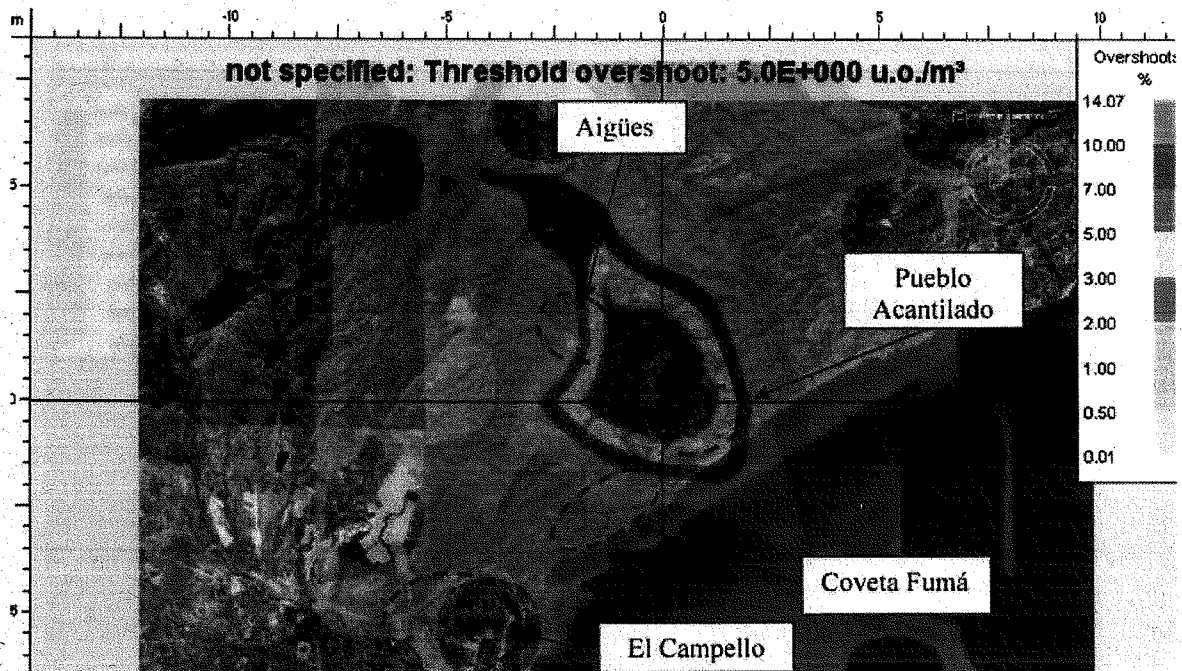 m
-10 -5 0 5 10
not specified: Threshold overshoot: 5.0E+000 u.o./m³
Overshoot:
%
14.07
10.00
7.00
5.00
3.00
2.00
1.00
0.50
0.01
Aigües
5
Pueblo
Acantilado
0
Coveta Fumá
5
El Campello